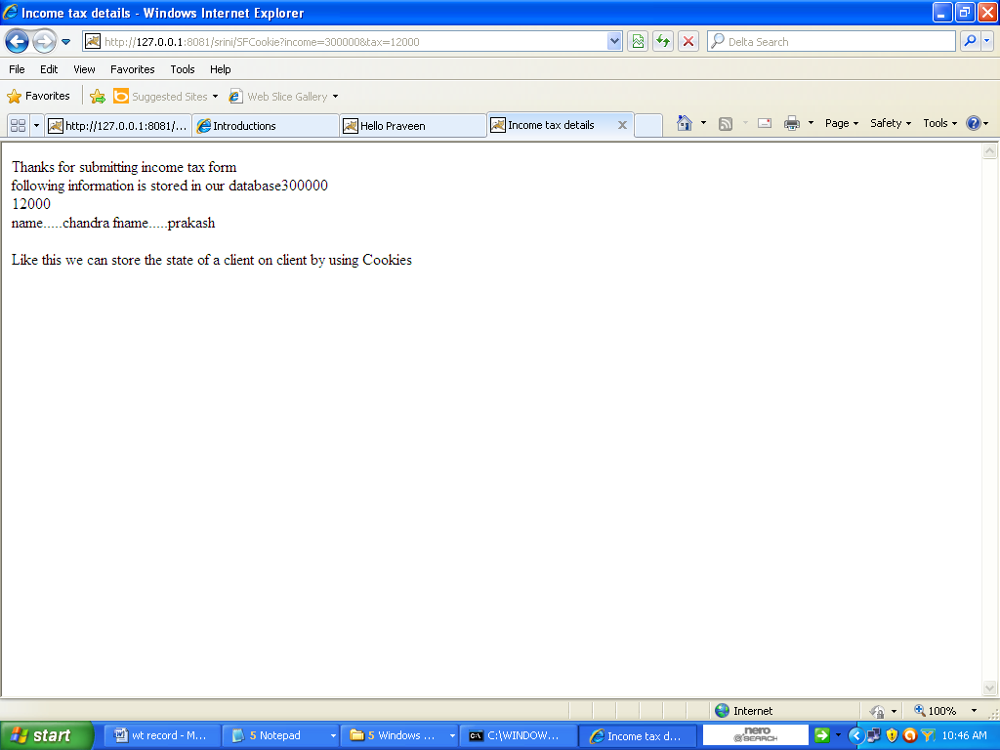 Income tax details - Windows Internet Explorer
http://127.0.0.1:8081/srini/SFCookie?income=300000&tax=12000
Delta Search
File Edit View Favorites Tools Help
Favorites Suggested Sites Web Slice Gallery
http://127.0.0.1:8081/... Introductions Hello Praveen Income tax details Page Safety Tools
Thanks for submitting income tax form
following information is stored in our database300000
12000
name.....chandra fname.....prakash
Like this we can store the state of a client on client by using Cookies
Internet 100%
start wt record - M... 5 Notepad 5 Windows ... C:\WINDOW... Income tax d... nero SEARCH 10:46 AM